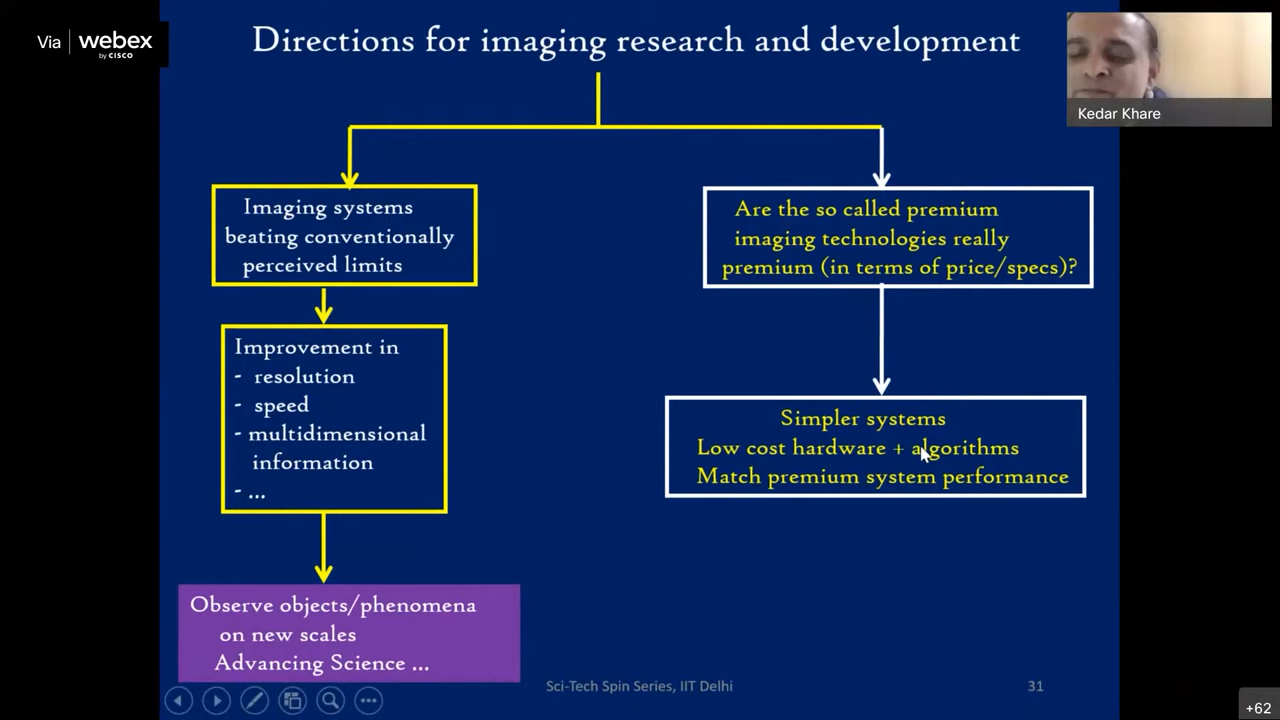 Via webex
by CISCO
Directions for imaging research and development
Kedar Khare
Imaging systems
beating conventionally
perceived limits
Improvement in
- resolution
- speed
- multidimensional
information
- ...
Observe objects/phenomena
on new scales
Advancing Science ...
Are the so called premium
imaging technologies really
premium (in terms of price/specs)?
Simpler systems
Low cost hardware + algorithms
Match premium system performance
Sci-Tech Spin Series, IIT Delhi
31
+62